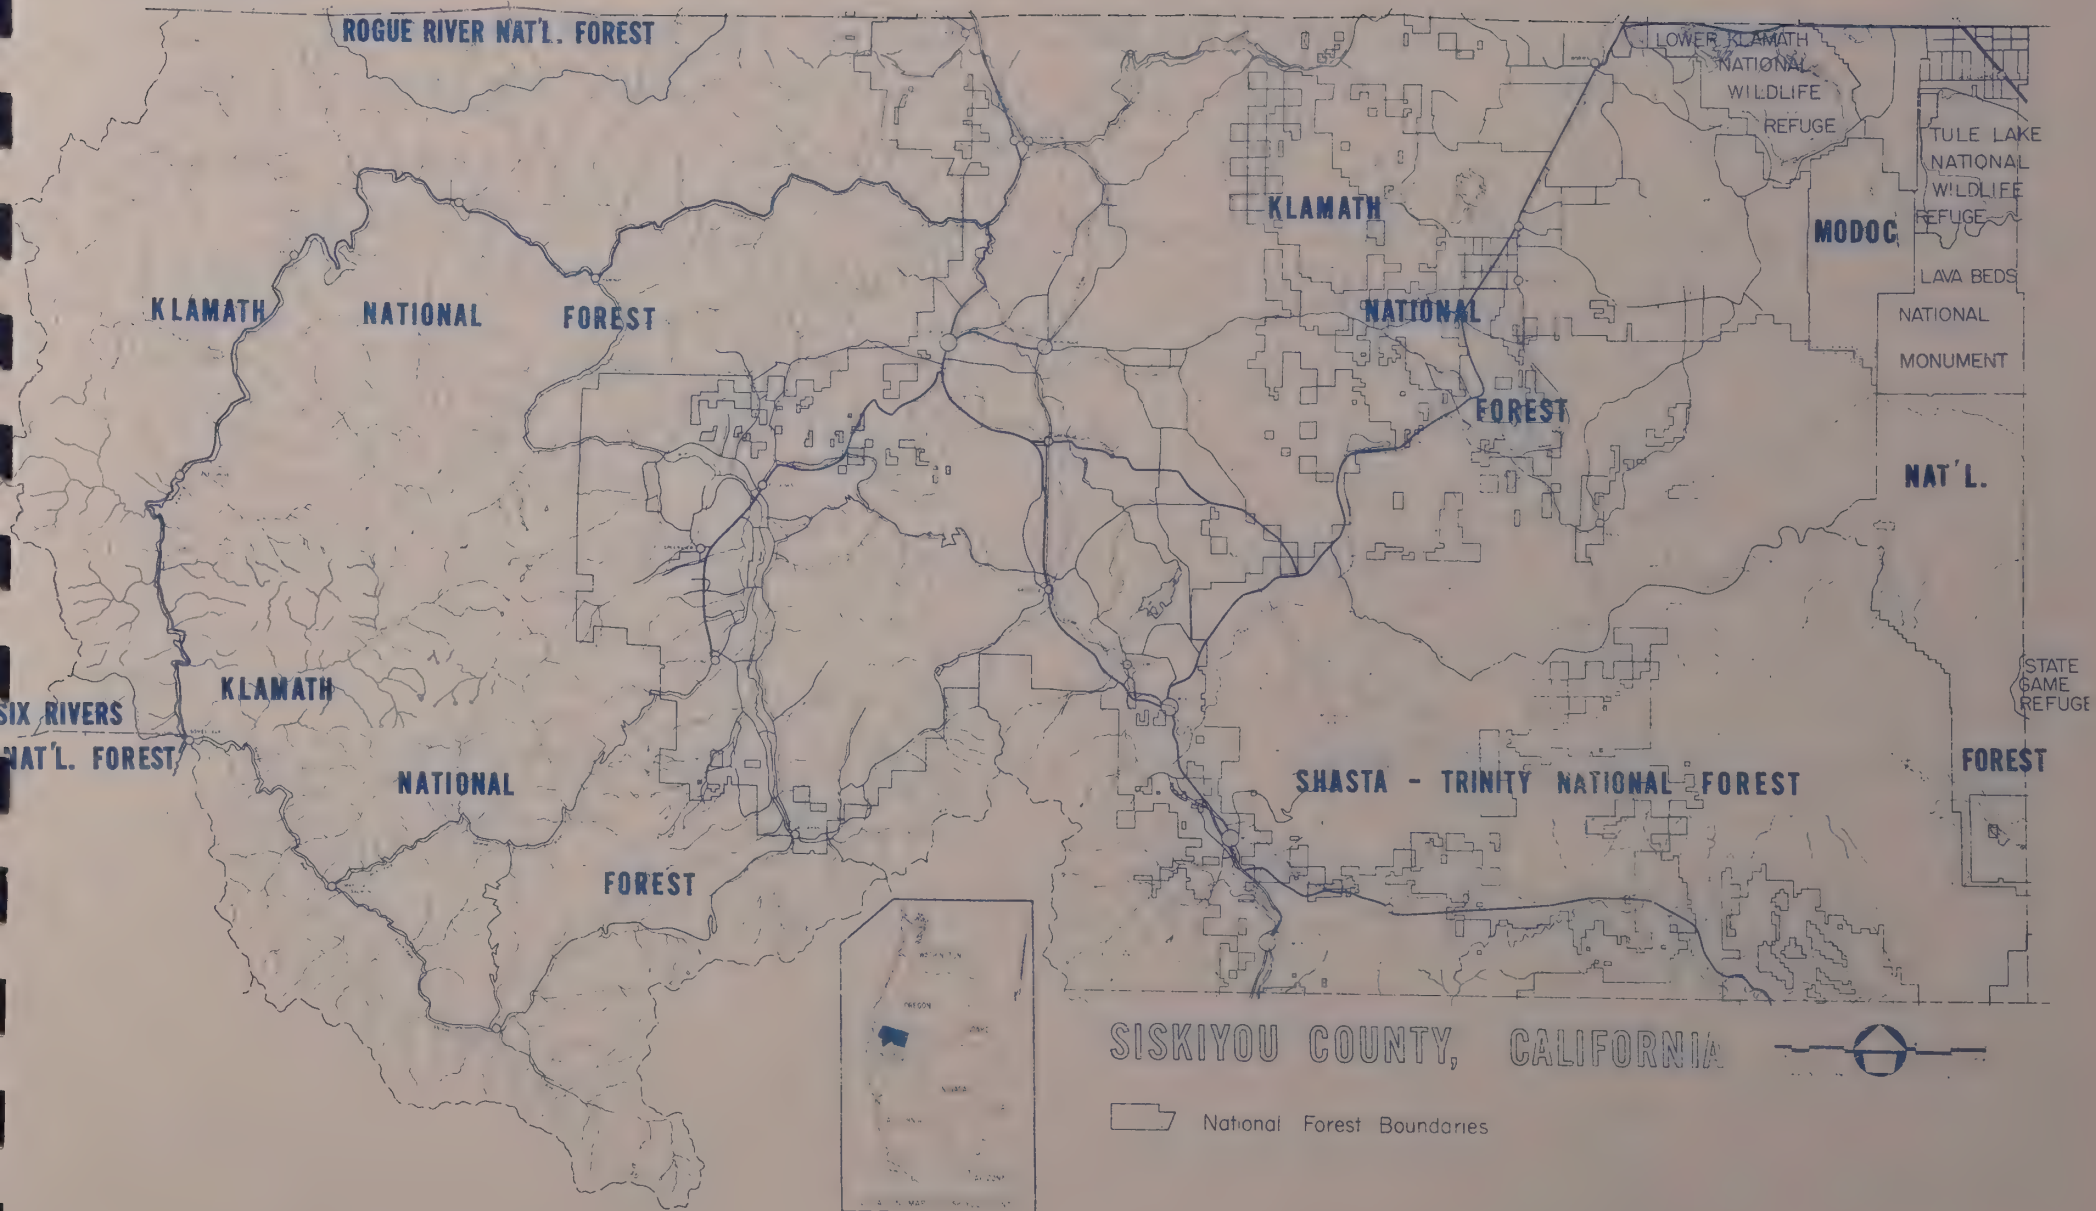 ROGUE RIVER NAT'L. FOREST
LOWER KLAMATH
NATIONAL
WILDLIFE
REFUGE
TULE LAKE
NATIONAL
WILDLIFE
REFUGE
KLAMATH
MODOC
LAVA BEDS
NATIONAL
MONUMENT
KLAMATH NATIONAL FOREST
NATIONAL
FOREST
NAT'L.
STATE
GAME
REFUGE
KLAMATH
SIX RIVERS
NAT'L. FOREST
NATIONAL
SHASTA - TRINITY NATIONAL FOREST
FOREST
FOREST
OREGON
SISKIYOU COUNTY, CALIFORNIA
National Forest Boundaries